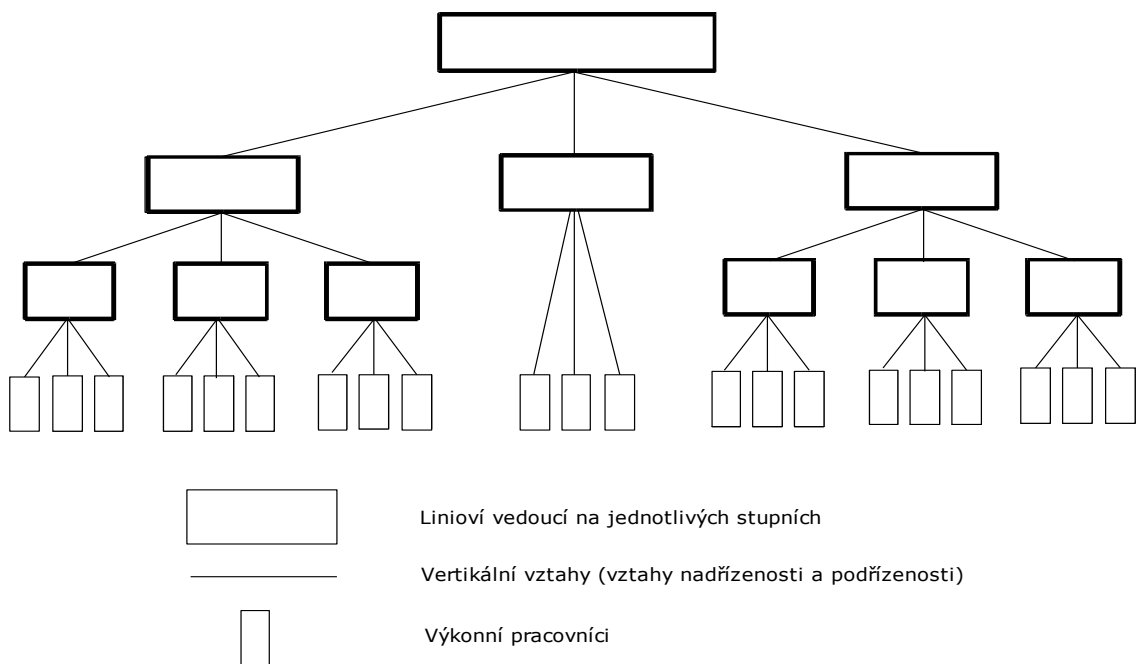 Linioví vedoucí na jednotlivých stupních
Vertikální vztahy (vztahy nadřízenosti a podřízenosti)
Výkonní pracovníci